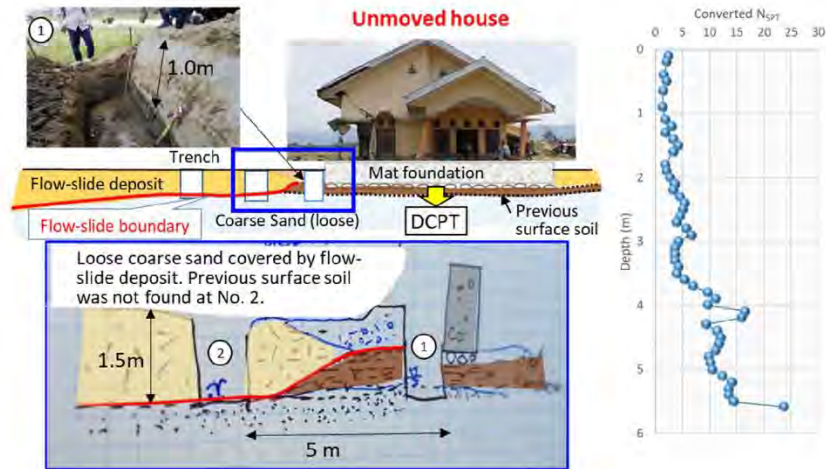 ①
1.0m
Unmoved house
Trench
Mat foundation
Flow-slide deposit
Flow-slide boundary
Coarse Sand (loose)
DCPT
Previous
surface soil
Loose coarse sand covered by flow-
slide deposit. Previous surface soil
was not found at No. 2.
1.5m
②
①
5 m
Converted N_SPT
0 5 10 15 20 25 30
Depth (m)
0
1
2
3
4
5
6